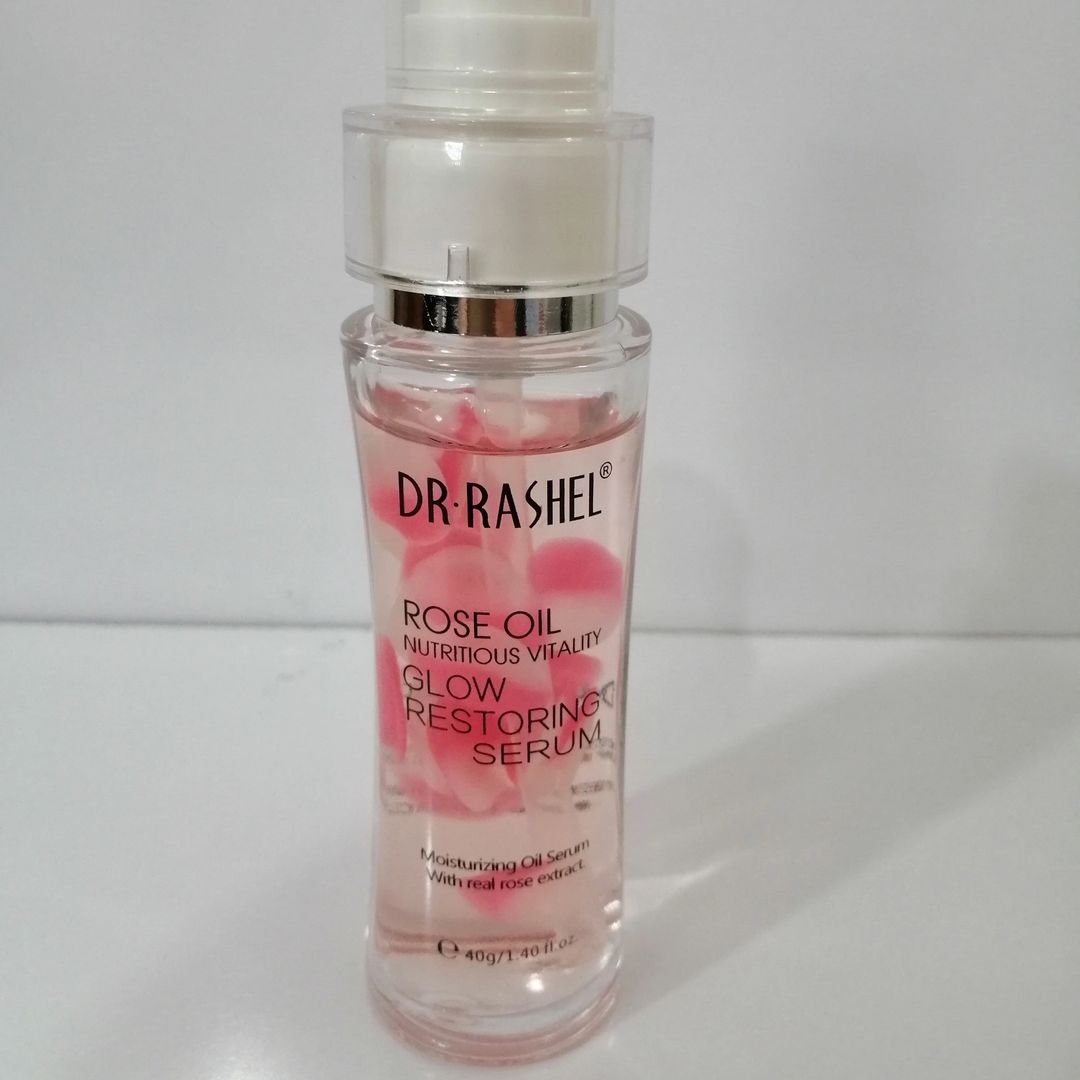 DR·RASHEL®
ROSE OIL
NUTRITIOUS VITALITY
GLOW
RESTORING
SERUM
Moisturizing Oil Serum
With real rose extract.
℮ 40g/1.40 fl.oz.